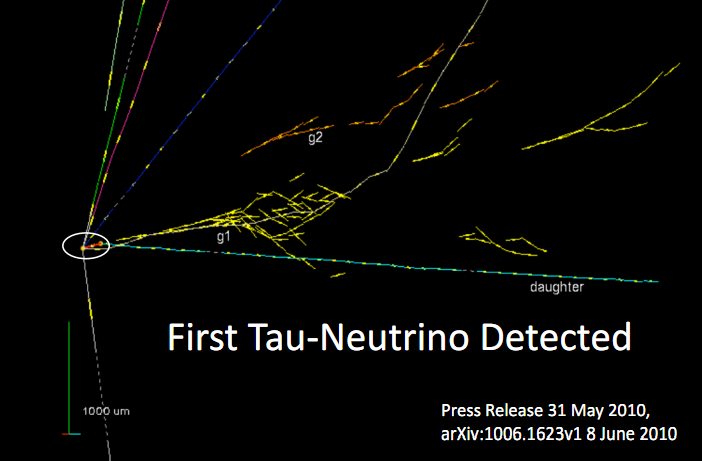 g2
g1
daughter
First Tau-Neutrino Detected
1000 um
Press Release 31 May 2010,
arXiv:1006.1623v1 8 June 2010